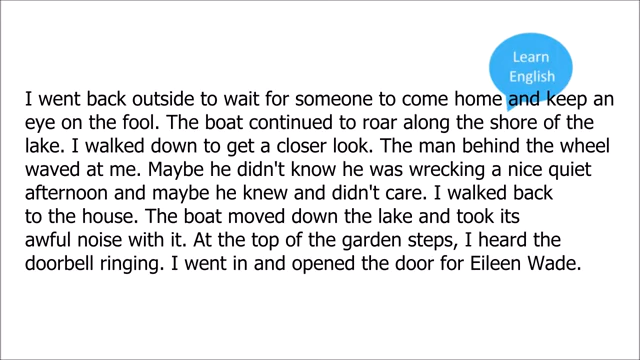 Learn
English
I went back outside to wait for someone to come home and keep an
eye on the fool. The boat continued to roar along the shore of the
lake. I walked down to get a closer look. The man behind the wheel
waved at me. Maybe he didn't know he was wrecking a nice quiet
afternoon and maybe he knew and didn't care. I walked back
to the house. The boat moved down the lake and took its
awful noise with it. At the top of the garden steps, I heard the
doorbell ringing. I went in and opened the door for Eileen Wade.